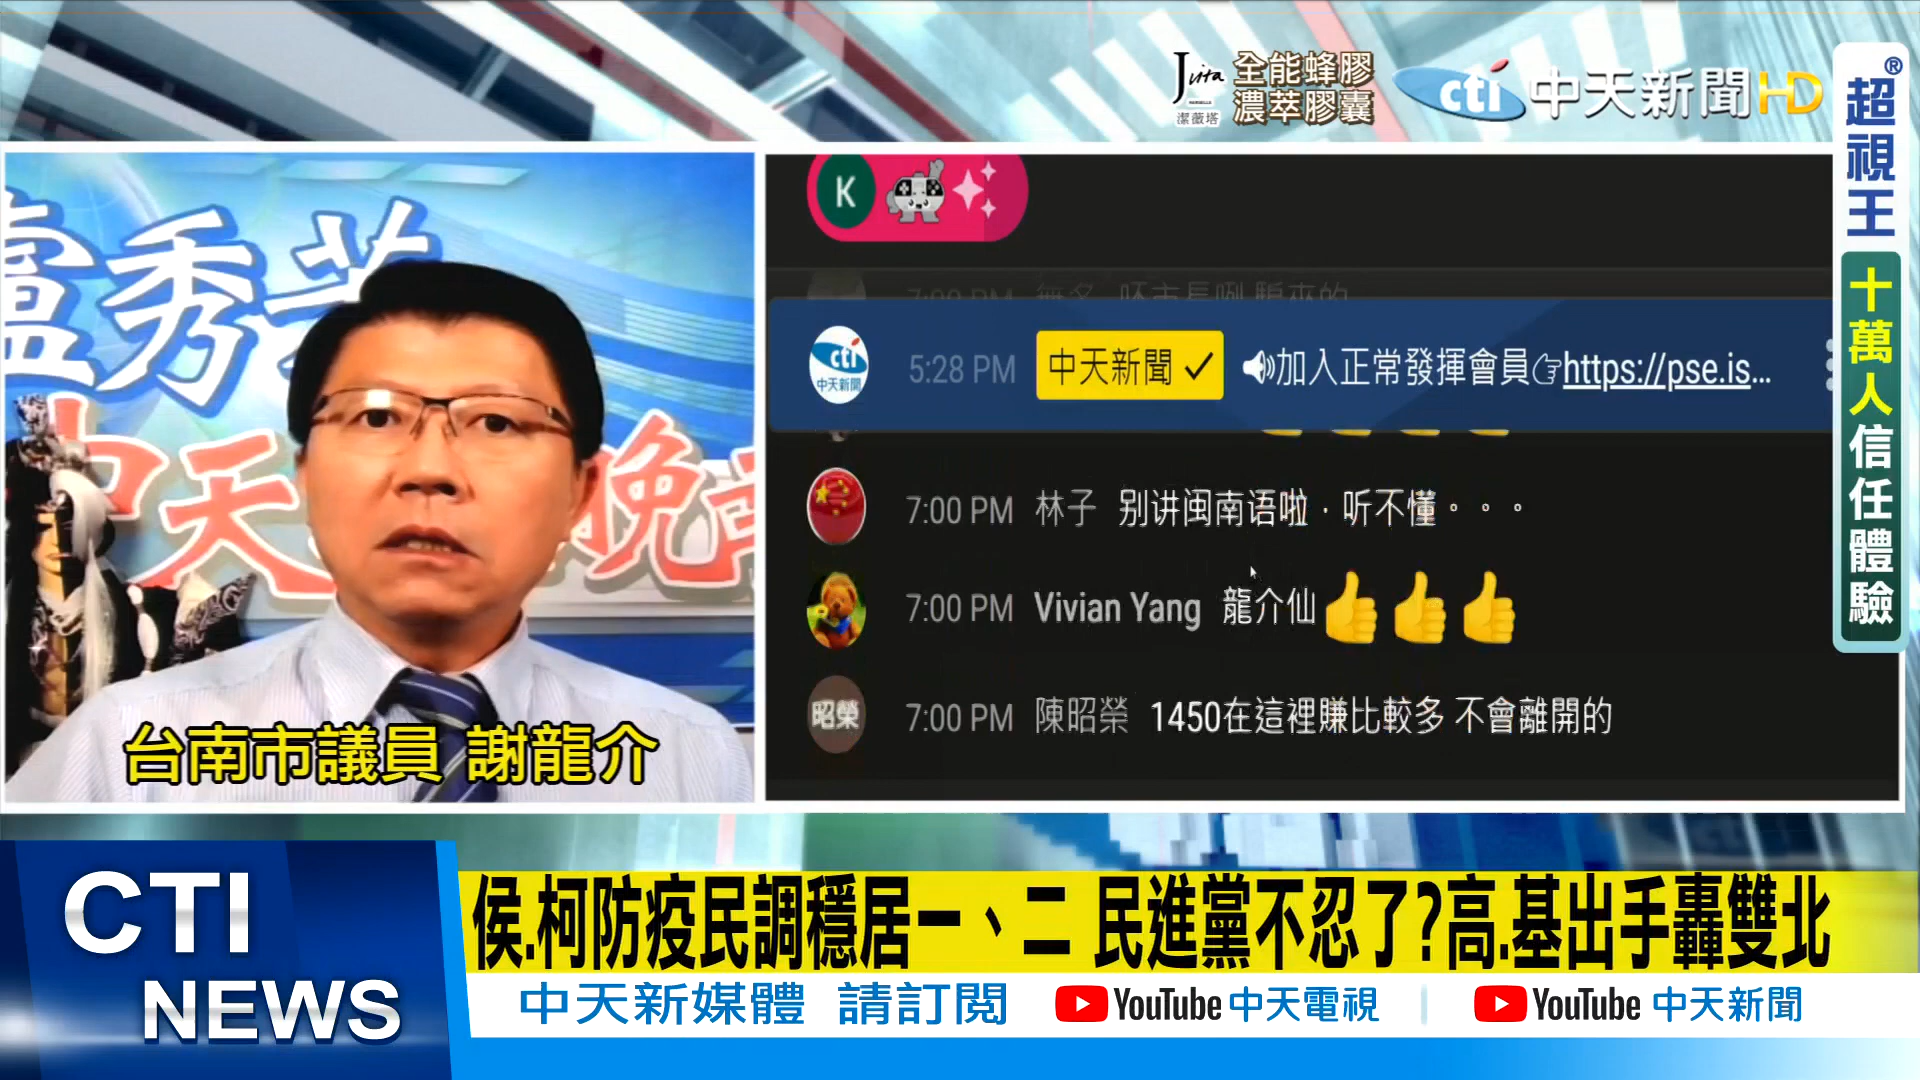 Jvita
MARSEILLE
潔薇塔
全能蜂膠
濃萃膠囊
cti 中天新聞HD
超視王®
十萬人信任體驗
盧秀芳
中天 晚
K
cti
中天新聞
5:28 PM 中天新聞 ✓ 🔊加入正常發揮會員👉https://pse.is...
7:00 PM 林子 别讲闽南语啦，听不懂。。。
7:00 PM Vivian Yang 龍介仙👍👍👍
昭榮
7:00 PM 陳昭榮 1450在這裡賺比較多 不會離開的
台南市議員 謝龍介
CTI
NEWS
侯.柯防疫民調穩居一、二 民進黨不忍了?高.基出手轟雙北
中天新媒體 請訂閱 YouTube 中天電視 | YouTube 中天新聞